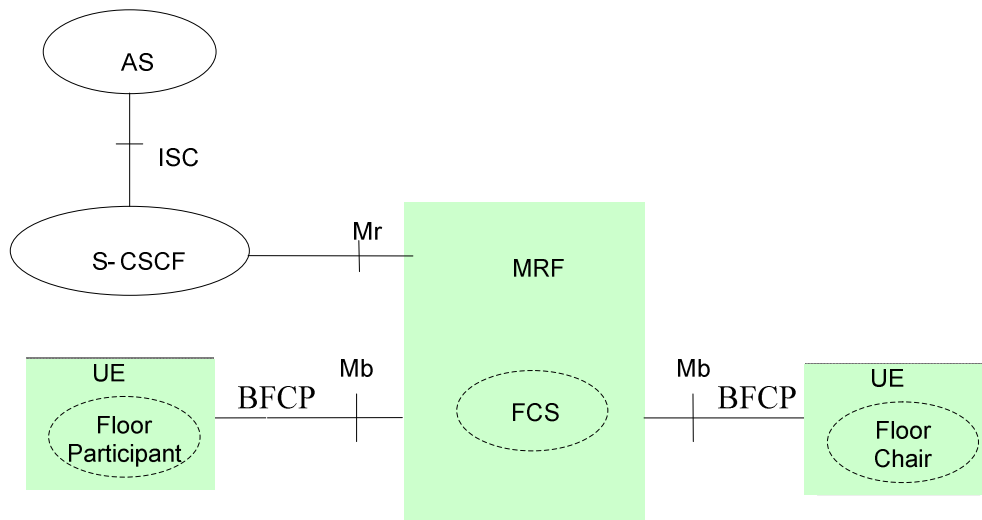 AS
ISC
S-CSCF
Mr
MRF
UE
Floor
Participant
BFCP
Mb
FCS
Mb
BFCP
UE
Floor
Chair